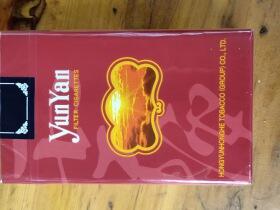 YunYan
FILTER CIGARETTES
HONGYUNHONGHE TOBACCO (GROUP) CO., LTD.